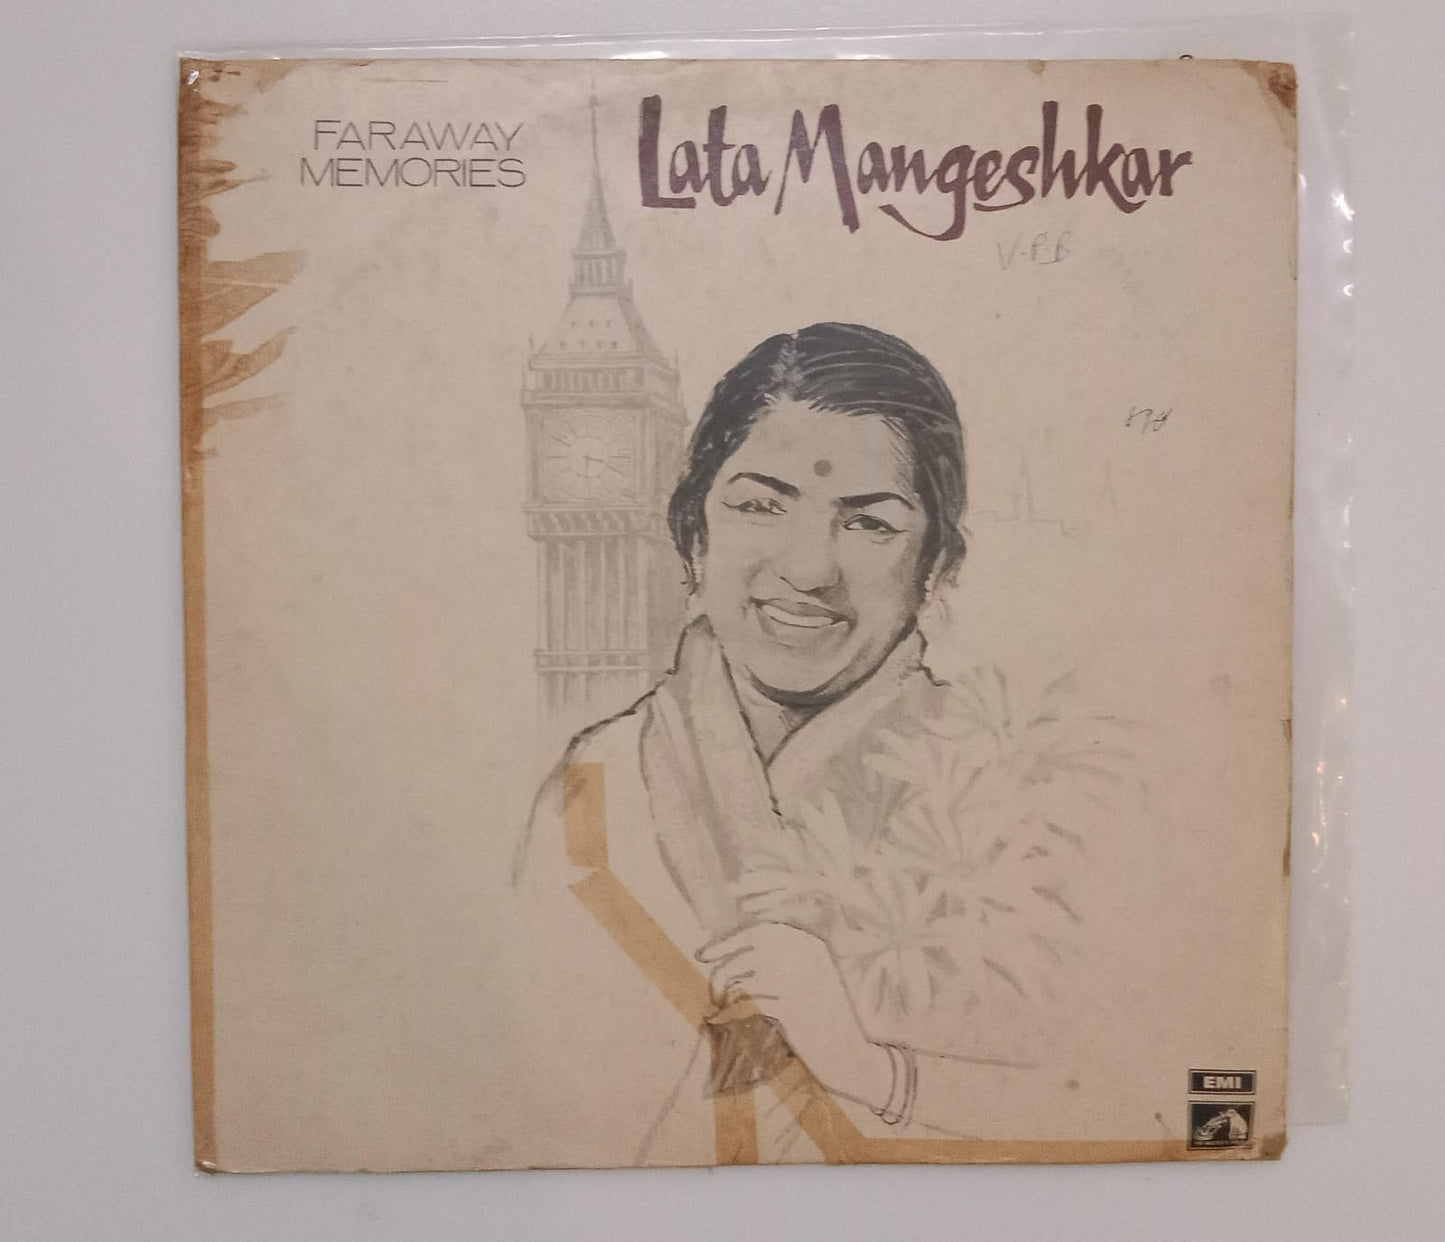 FARAWAY
MEMORIES
Lata Mangeshkar
V.P.B
EMI